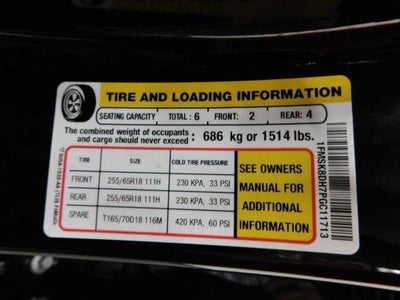 TIRE AND LOADING INFORMATION
SEATING CAPACITY TOTAL: 6 FRONT: 2 REAR: 4
The combined weight of occupants
and cargo should never exceed: 686 kg or 1514 lbs.
TIRE SIZE COLD TIRE PRESSURE
FRONT 255/65R18 111H 230 KPA, 33 PSI
REAR 255/65R18 111H 230 KPA, 33 PSI
SPARE T165/70D18 116M 420 KPA, 60 PSI
SEE OWNERS
MANUAL FOR
ADDITIONAL
INFORMATION
1FMSK8DH7PGC11713